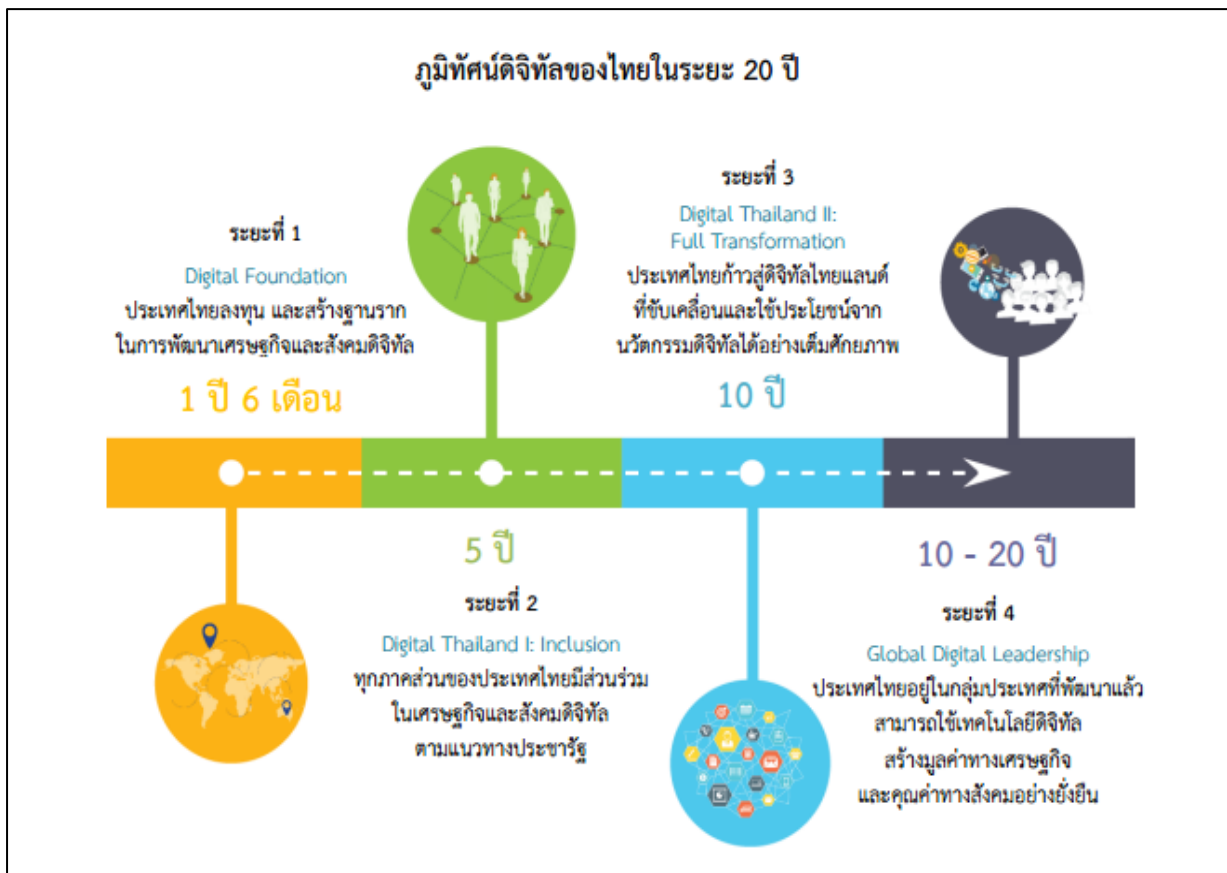 ภูมิทัศน์ดิจิทัลของไทยในระยะ 20 ปี
ระยะที่ 1
Digital Foundation
ประเทศไทยลงทุน และสร้างฐานราก
ในการพัฒนาเศรษฐกิจและสังคมดิจิทัล
1 ปี 6 เดือน
5 ปี
ระยะที่ 2
Digital Thailand I: Inclusion
ทุกภาคส่วนของประเทศไทยมีส่วนร่วม
ในเศรษฐกิจและสังคมดิจิทัล
ตามแนวทางประชารัฐ
ระยะที่ 3
Digital Thailand II:
Full Transformation
ประเทศไทยก้าวสู่ดิจิทัลไทยแลนด์
ที่ขับเคลื่อนและใช้ประโยชน์จาก
นวัตกรรมดิจิทัลได้อย่างเต็มศักยภาพ
10 ปี
10 - 20 ปี
ระยะที่ 4
Global Digital Leadership
ประเทศไทยอยู่ในกลุ่มประเทศที่พัฒนาแล้ว
สามารถใช้เทคโนโลยีดิจิทัล
สร้างมูลค่าทางเศรษฐกิจ
และคุณค่าทางสังคมอย่างยั่งยืน